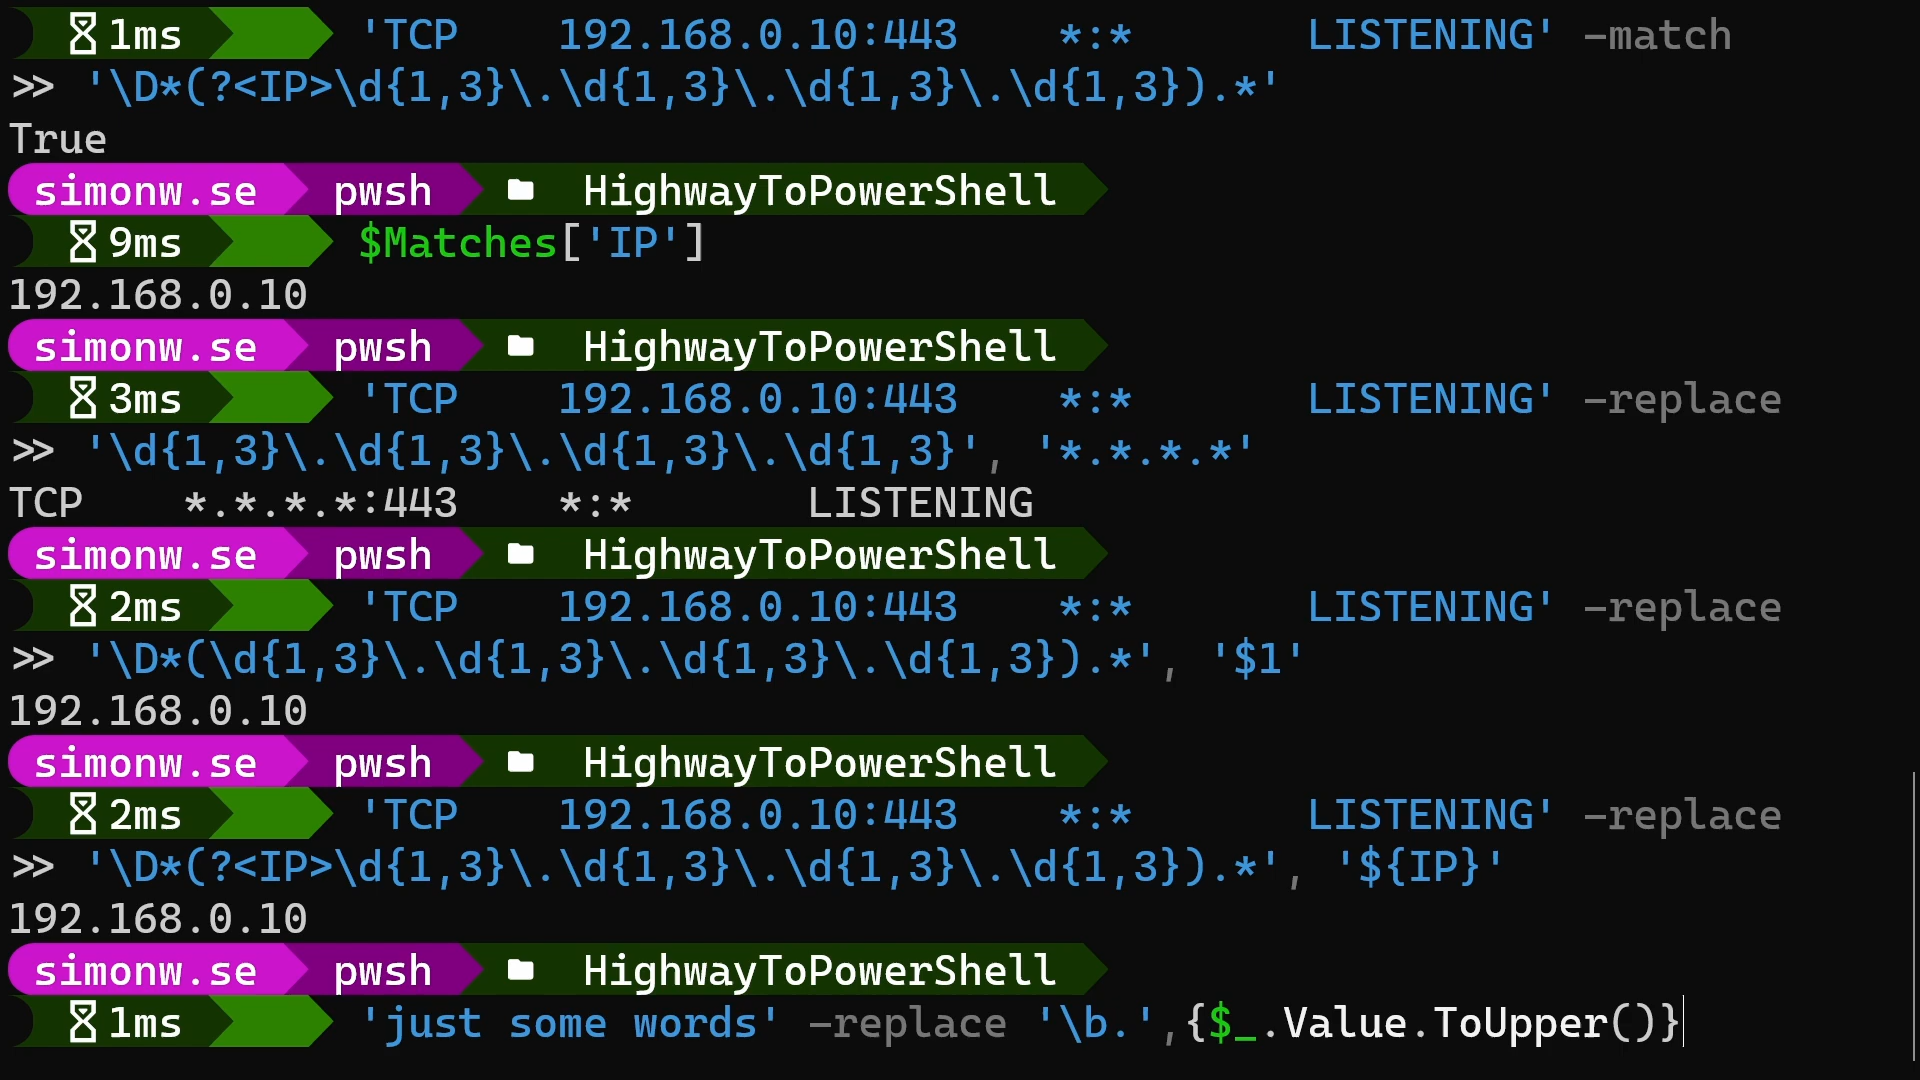 1ms 'TCP    192.168.0.10:443    *:*       LISTENING' -match
>> '\D*(?<IP>\d{1,3}\.\d{1,3}\.\d{1,3}\.\d{1,3}).*'
True
simonw.se pwsh HighwayToPowerShell
9ms $Matches['IP']
192.168.0.10
simonw.se pwsh HighwayToPowerShell
3ms 'TCP    192.168.0.10:443    *:*       LISTENING' -replace
>> '\d{1,3}\.\d{1,3}\.\d{1,3}\.\d{1,3}', '*.*.*.*'
TCP    *.*.*.*:443    *:*       LISTENING
simonw.se pwsh HighwayToPowerShell
2ms 'TCP    192.168.0.10:443    *:*       LISTENING' -replace
>> '\D*(\d{1,3}\.\d{1,3}\.\d{1,3}\.\d{1,3}).*', '$1'
192.168.0.10
simonw.se pwsh HighwayToPowerShell
2ms 'TCP    192.168.0.10:443    *:*       LISTENING' -replace
>> '\D*(?<IP>\d{1,3}\.\d{1,3}\.\d{1,3}\.\d{1,3}).*', '${IP}'
192.168.0.10
simonw.se pwsh HighwayToPowerShell
1ms 'just some words' -replace '\b.',{$_.Value.ToUpper()}